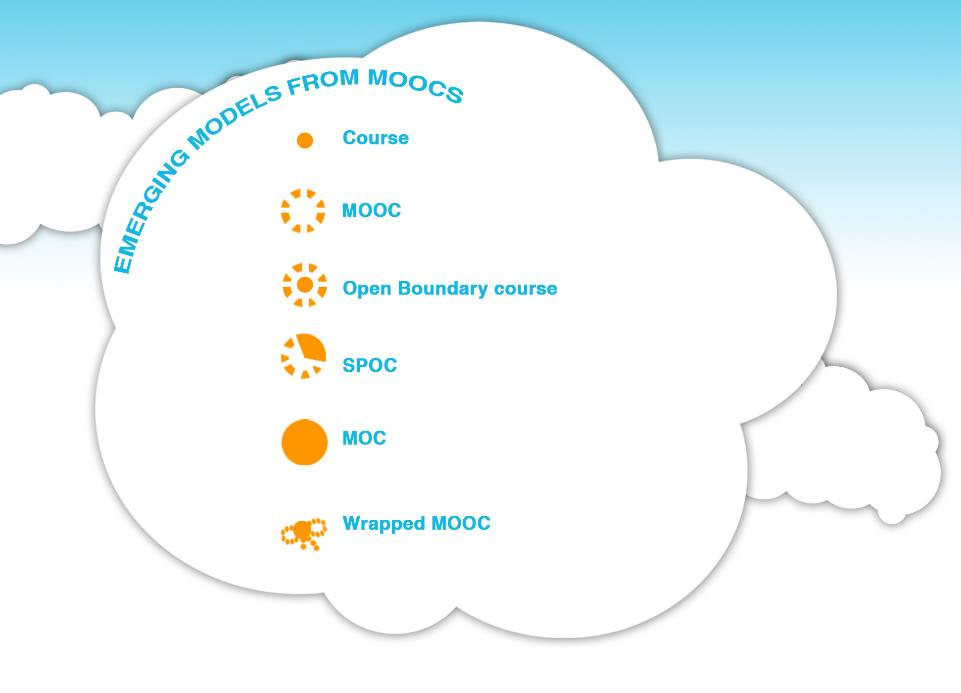 EMERGING MODELS FROM MOOCS
Course
MOOC
Open Boundary course
SPOC
MOC
Wrapped MOOC